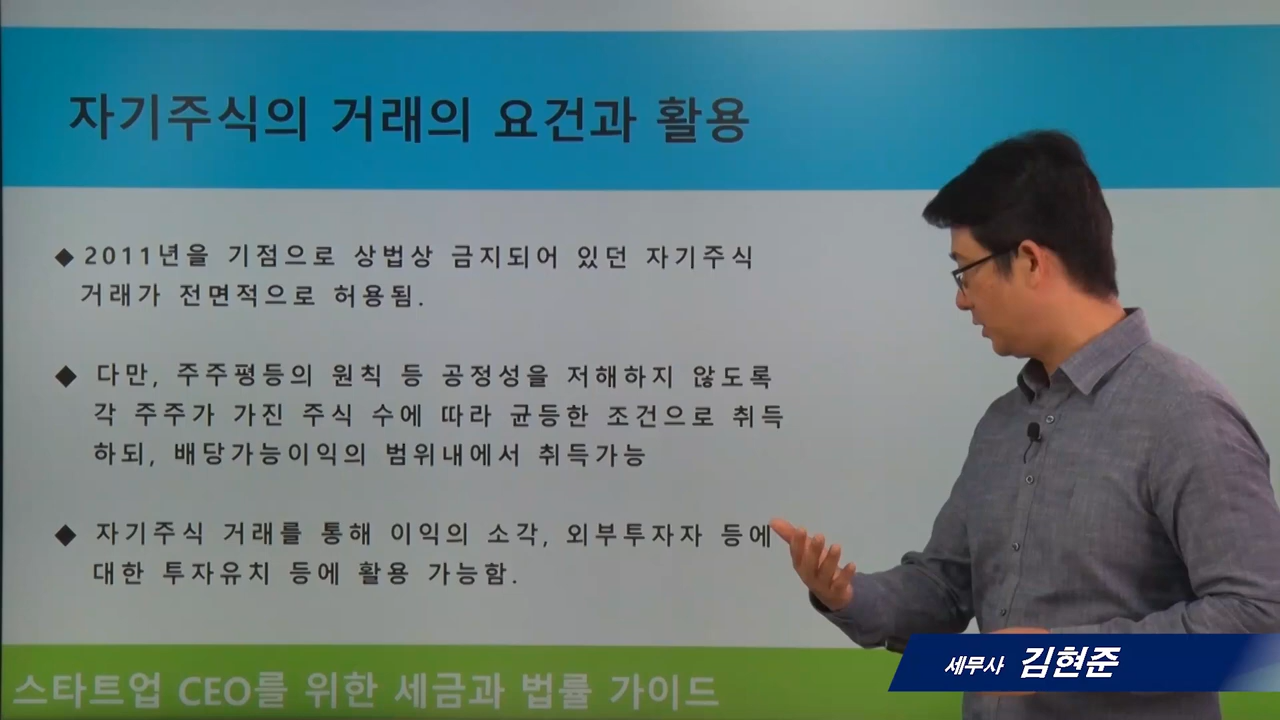 자기주식의 거래의 요건과 활용
◆ 2011년을 기점으로 상법상 금지되어 있던 자기주식
거래가 전면적으로 허용됨.
◆ 다만, 주주평등의 원칙 등 공정성을 저해하지 않도록
각 주주가 가진 주식 수에 따라 균등한 조건으로 취득
하되, 배당가능이익의 범위내에서 취득가능
◆ 자기주식 거래를 통해 이익의 소각, 외부투자자 등에
대한 투자유치 등에 활용 가능함.
세무사 김현준
스타트업 CEO를 위한 세금과 법률 가이드